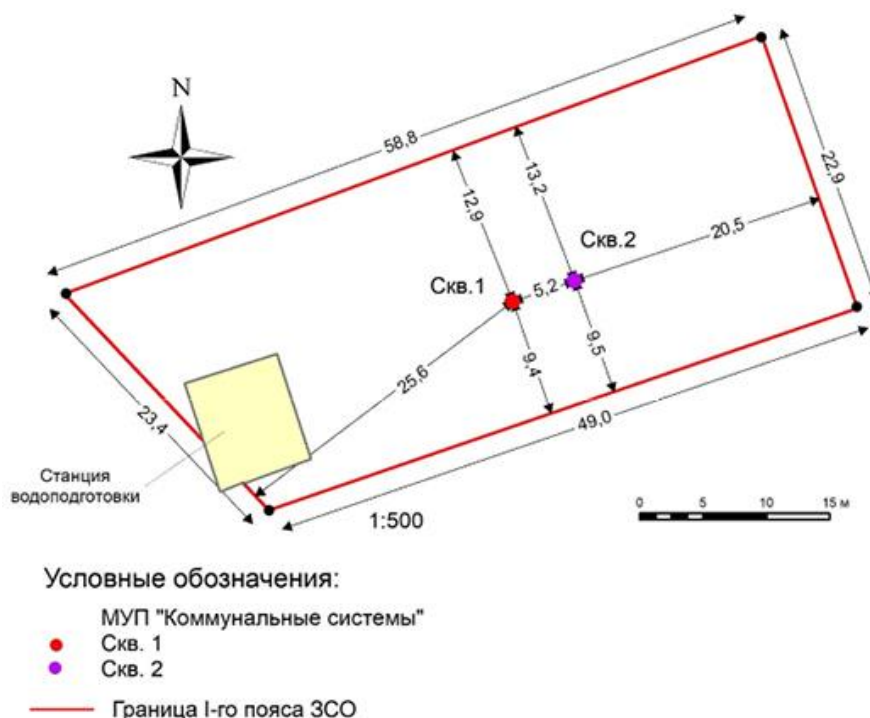 N
58,8
22,9
13,2
12,9
Скв.2
20,5
Скв.1
5,2
25,6
9,4
9,5
23,4
49,0
Станция
водоподготовки
1:500
0 5 10 15 м
Условные обозначения:
МУП "Коммунальные системы"
Скв. 1
Скв. 2
Граница I-го пояса ЗСО